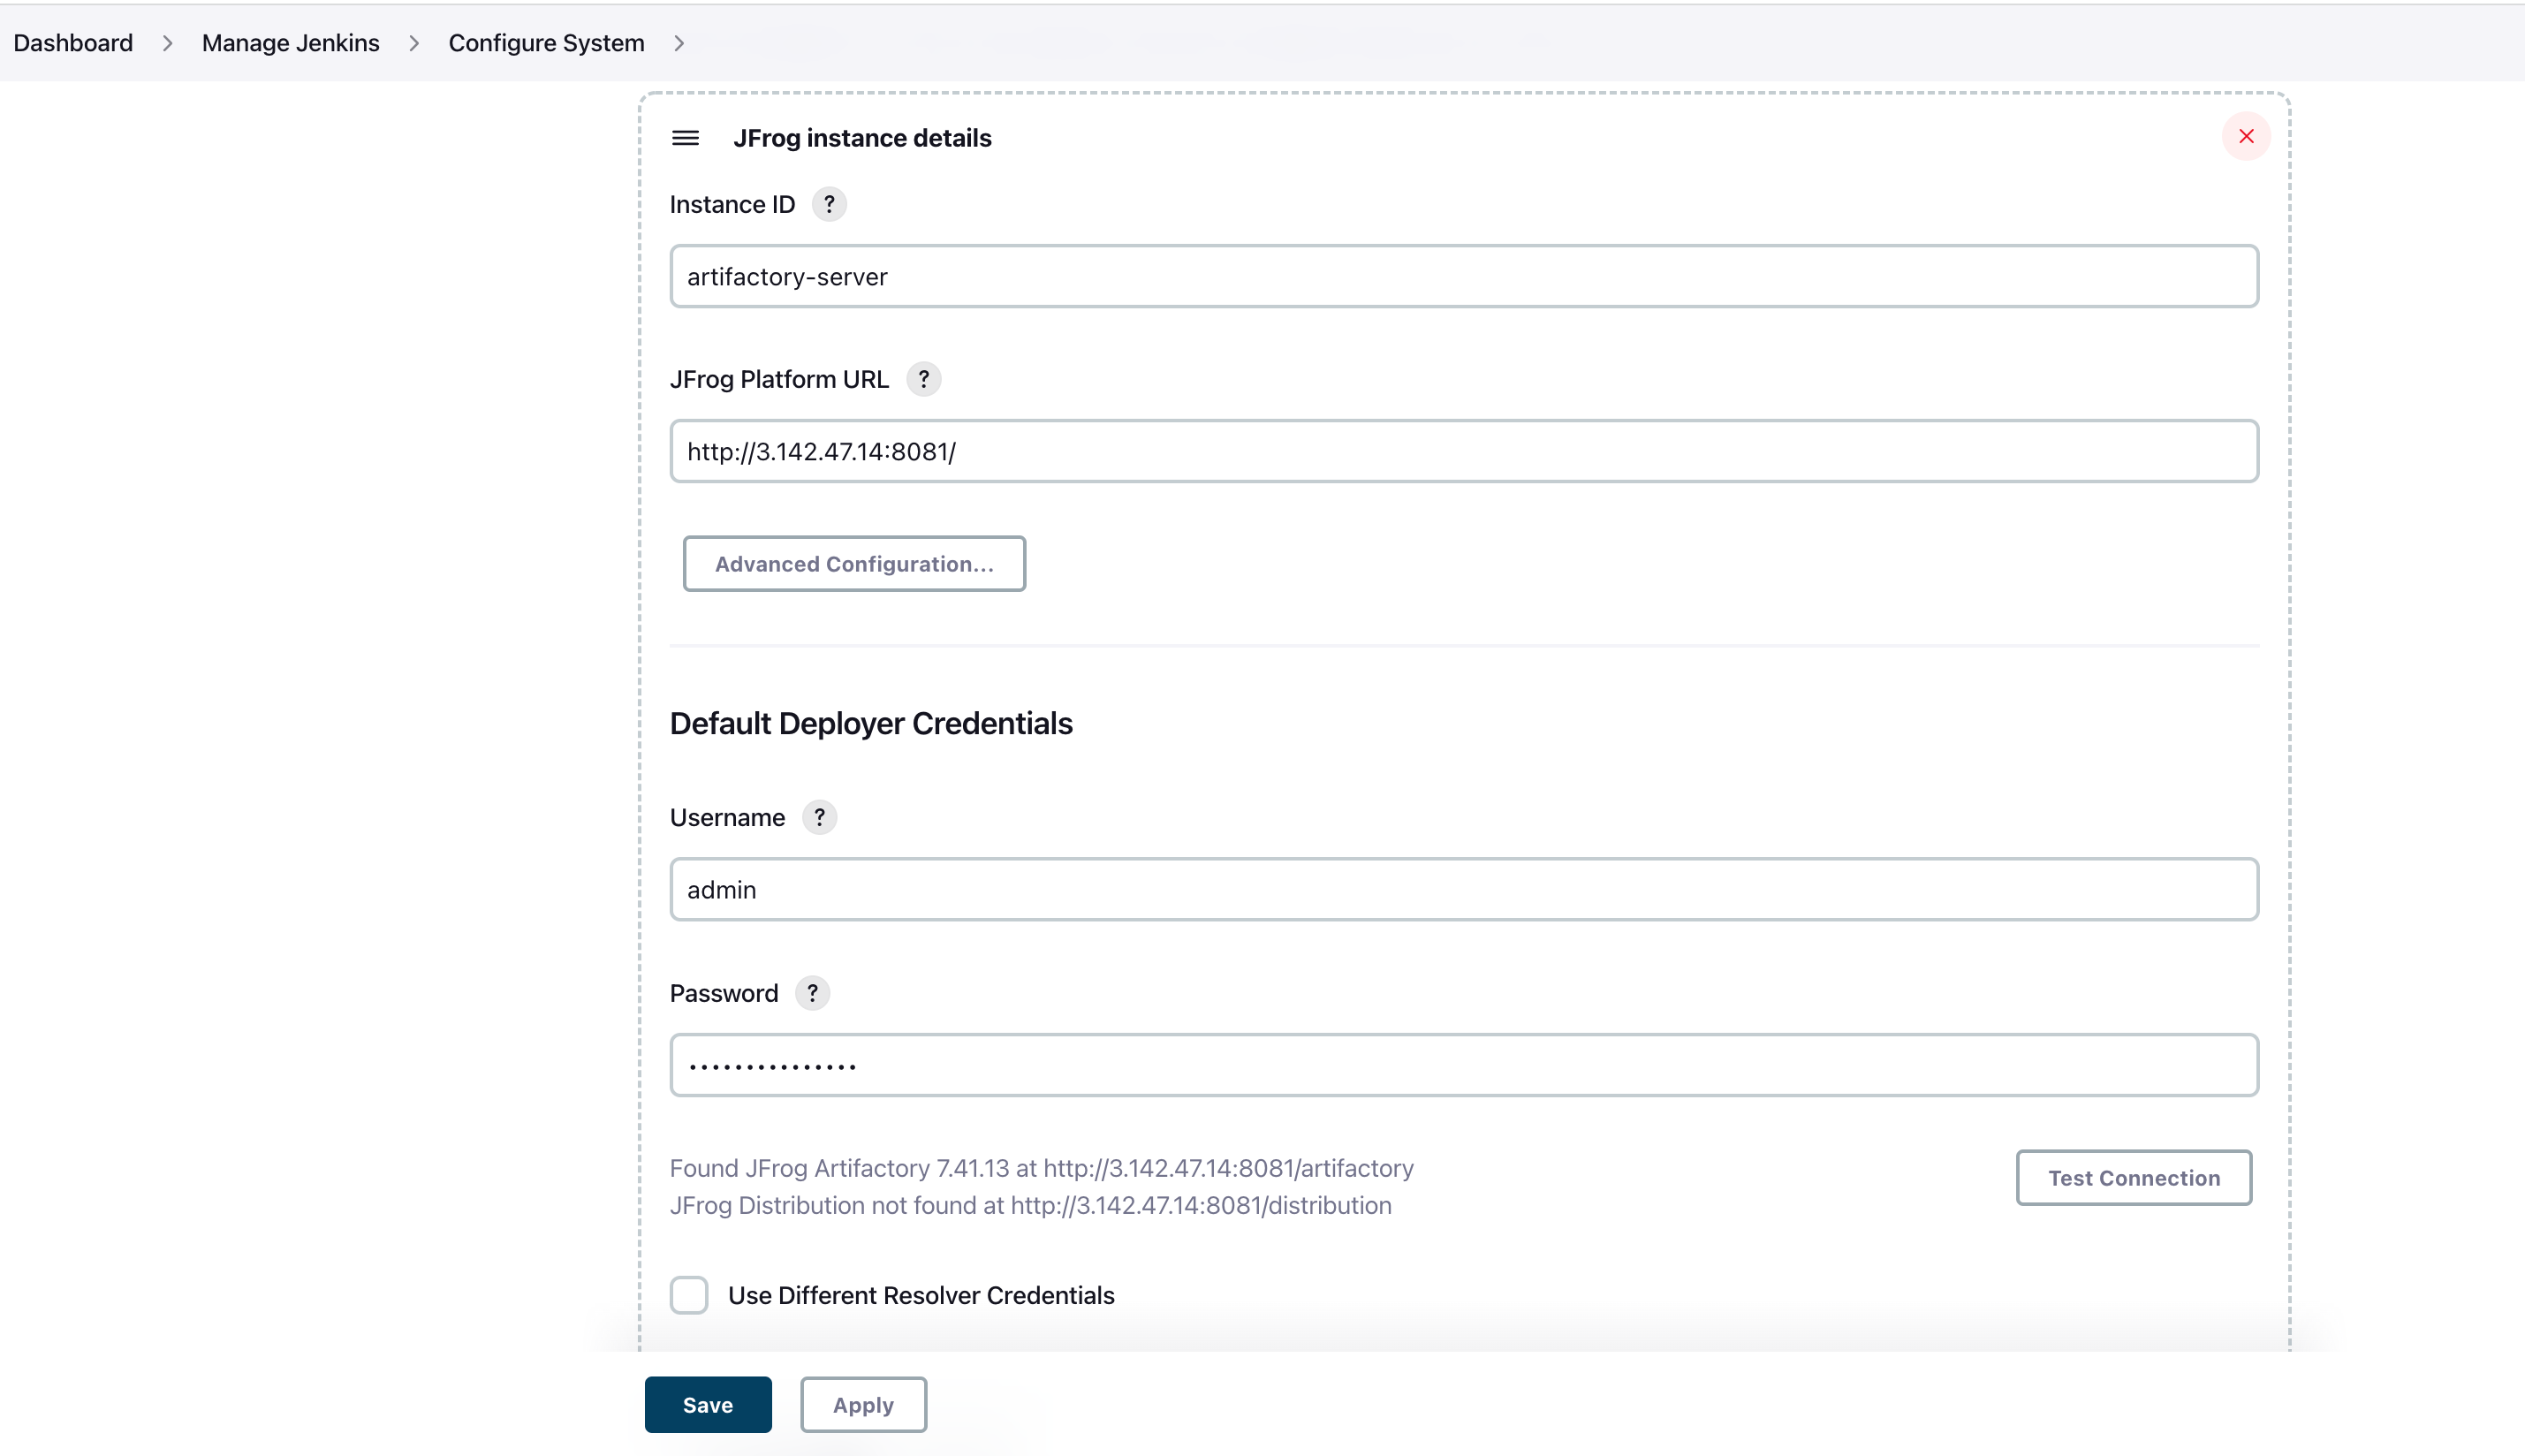 Dashboard > Manage Jenkins > Configure System >
JFrog instance details
Instance ID ?
artifactory-server
JFrog Platform URL ?
http://3.142.47.14:8081/
Advanced Configuration...
Default Deployer Credentials
Username ?
admin
Password ?
•••••••••••••••
Found JFrog Artifactory 7.41.13 at http://3.142.47.14:8081/artifactory
JFrog Distribution not found at http://3.142.47.14:8081/distribution
Test Connection
Use Different Resolver Credentials
Save
Apply